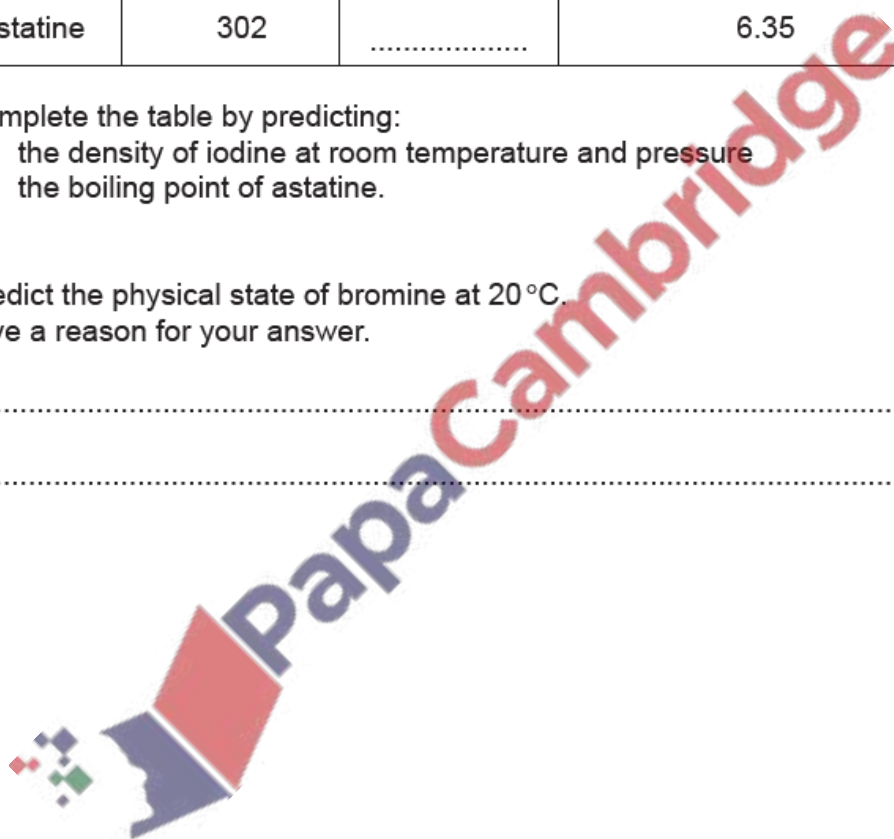 statine 302 ................... 6.35
mplete the table by predicting:
the density of iodine at room temperature and pressure
the boiling point of astatine.
edict the physical state of bromine at 20 °C.
ve a reason for your answer.
PapaCambridge